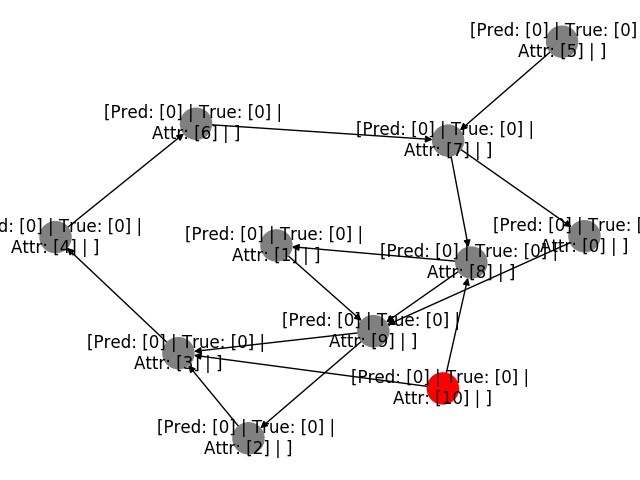 [Pred: [0] | True: [0]
Attr: [5] | ]
[Pred: [0] | True: [0] |
Attr: [6] | ]
[Pred: [0] | True: [0] |
Attr: [7] | ]
d: [0] | True: [0] |
Attr: [4] | ]
[Pred: [0] | True: [0] |
Attr: [1] | ]
[Pred: [0] | True: [
Attr: [0] | ]
[Pred: [0] | True: [0] |
Attr: [8] | ]
[Pred: [0] | True: [0] |
Attr: [9] | ]
[Pred: [0] | True: [0] |
Attr: [3] | ]
[Pred: [0] | True: [0] |
Attr: [10] | ]
[Pred: [0] | True: [0] |
Attr: [2] | ]